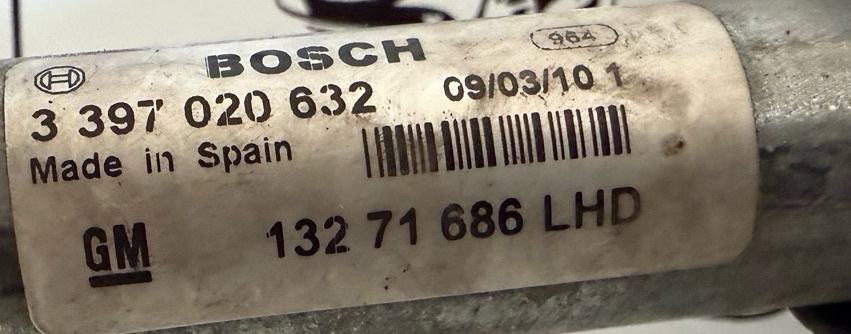 BOSCH
964
3 397 020 632
09/03/10 1
Made in Spain
GM
132 71 686 LHD